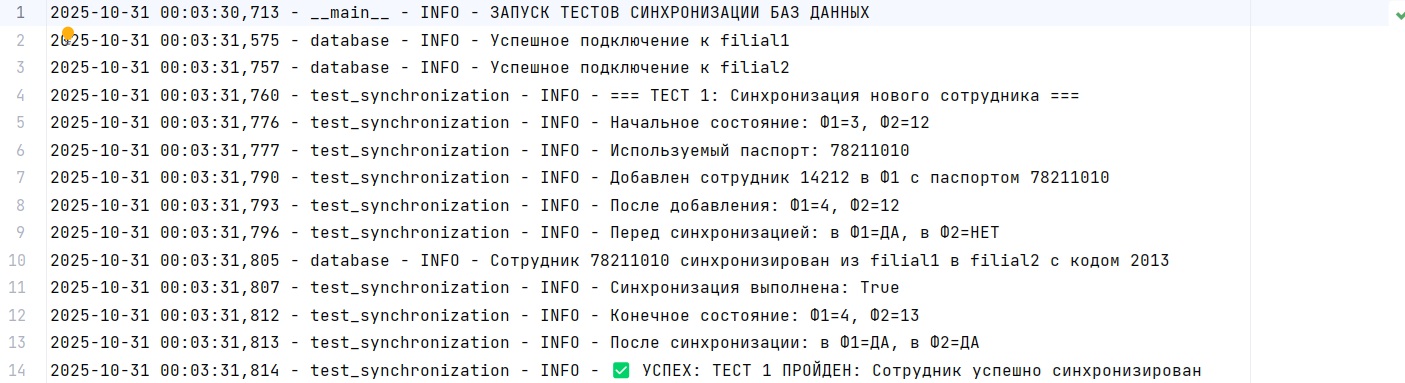 1 2025-10-31 00:03:30,713 - __main__ - INFO - ЗАПУСК ТЕСТОВ СИНХРОНИЗАЦИИ БАЗ ДАННЫХ
2 2025-10-31 00:03:31,575 - database - INFO - Успешное подключение к filial1
3 2025-10-31 00:03:31,757 - database - INFO - Успешное подключение к filial2
4 2025-10-31 00:03:31,760 - test_synchronization - INFO - === ТЕСТ 1: Синхронизация нового сотрудника ===
5 2025-10-31 00:03:31,776 - test_synchronization - INFO - Начальное состояние: Ф1=3, Ф2=12
6 2025-10-31 00:03:31,777 - test_synchronization - INFO - Используемый паспорт: 78211010
7 2025-10-31 00:03:31,790 - test_synchronization - INFO - Добавлен сотрудник 14212 в Ф1 с паспортом 78211010
8 2025-10-31 00:03:31,793 - test_synchronization - INFO - После добавления: Ф1=4, Ф2=12
9 2025-10-31 00:03:31,796 - test_synchronization - INFO - Перед синхронизацией: в Ф1=ДА, в Ф2=НЕТ
10 2025-10-31 00:03:31,805 - database - INFO - Сотрудник 78211010 синхронизирован из filial1 в filial2 с кодом 2013
11 2025-10-31 00:03:31,807 - test_synchronization - INFO - Синхронизация выполнена: True
12 2025-10-31 00:03:31,812 - test_synchronization - INFO - Конечное состояние: Ф1=4, Ф2=13
13 2025-10-31 00:03:31,813 - test_synchronization - INFO - После синхронизации: в Ф1=ДА, в Ф2=ДА
14 2025-10-31 00:03:31,814 - test_synchronization - INFO - ✅ УСПЕХ: ТЕСТ 1 ПРОЙДЕН: Сотрудник успешно синхронизирован